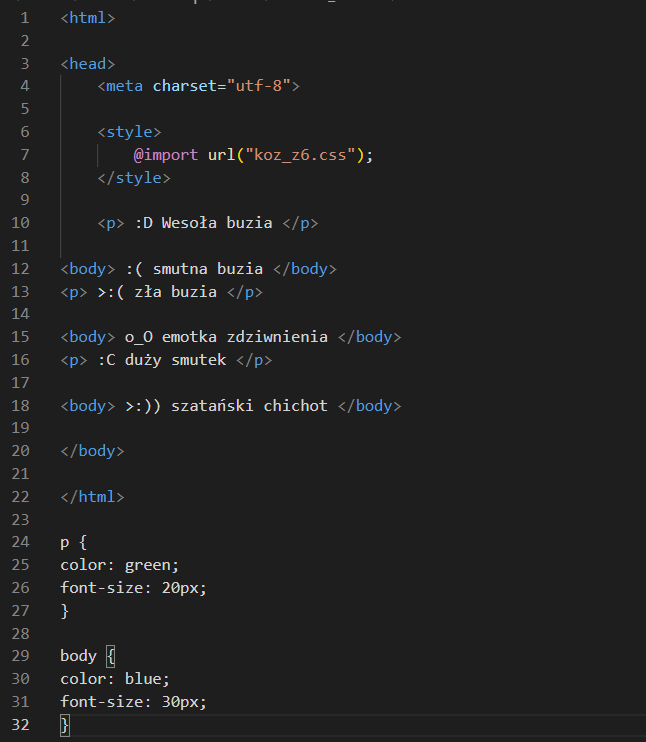 1 <html>
2
3 <head>
4     <meta charset="utf-8">
5
6     <style>
7         @import url("koz_z6.css");
8     </style>
9
10     <p> :D Wesoła buzia </p>
11
12 <body> :( smutna buzia </body>
13 <p> >:( zła buzia </p>
14
15 <body> o_O emotka zdziwnienia </body>
16 <p> :C duży smutek </p>
17
18 <body> >:)) szatański chichot </body>
19
20 </body>
21
22 </html>
23
24 p {
25 color: green;
26 font-size: 20px;
27 }
28
29 body {
30 color: blue;
31 font-size: 30px;
32 }